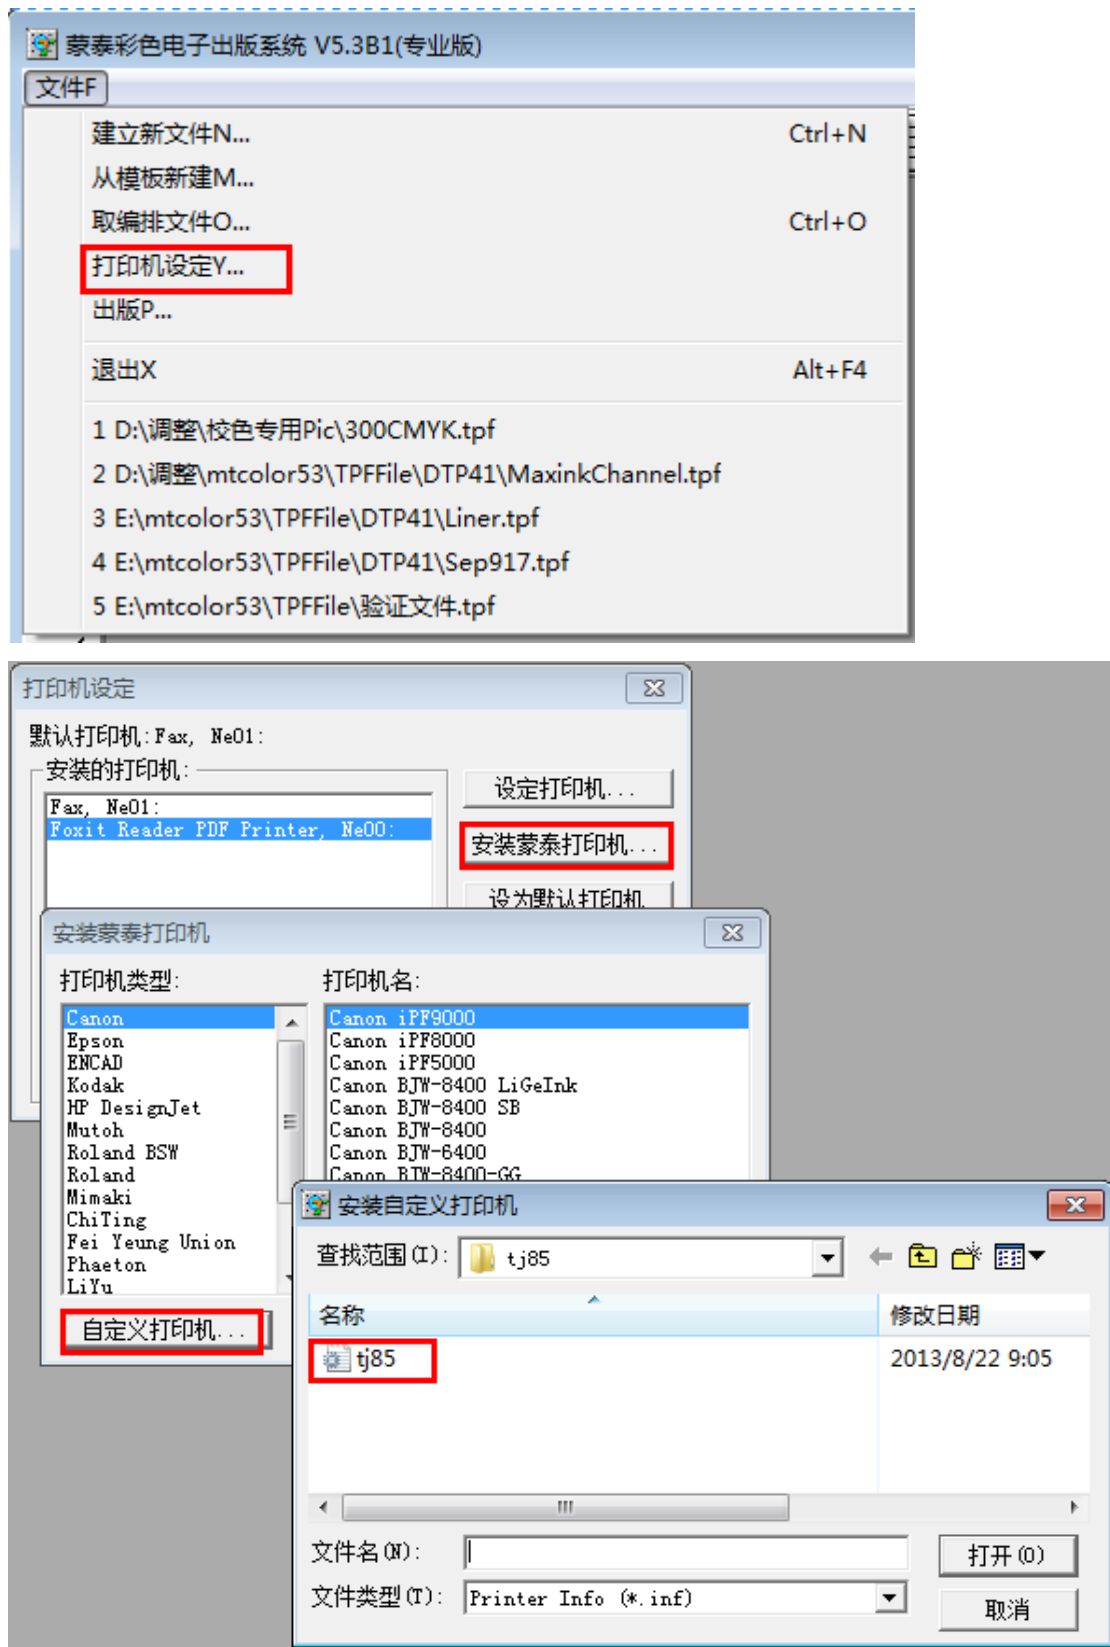 蒙泰彩色电子出版系统 V5.3B1(专业版)
文件F
建立新文件N... Ctrl+N
从模板新建M...
取编排文件O... Ctrl+O
打印机设定Y...
出版P...
退出X Alt+F4
1 D:\调整\校色专用Pic\300CMYK.tpf
2 D:\调整\mtcolor53\TPFFile\DTP41\MaxinkChannel.tpf
3 E:\mtcolor53\TPFFile\DTP41\Liner.tpf
4 E:\mtcolor53\TPFFile\DTP41\Sep917.tpf
5 E:\mtcolor53\TPFFile\验证文件.tpf
打印机设定
默认打印机:Fax, Ne01:
安装的打印机:
Fax, Ne01:
Foxit Reader PDF Printer, Ne00:
设定打印机...
安装蒙泰打印机...
设为默认打印机
安装蒙泰打印机
打印机类型:
Canon
Epson
ENCAD
Kodak
HP DesignJet
Mutoh
Roland BSW
Roland
Mimaki
ChiTing
Fei Yeung Union
Phaeton
LiYu
自定义打印机...
打印机名:
Canon iPF9000
Canon iPF8000
Canon iPF5000
Canon BJW-8400 LiGeInk
Canon BJW-8400 SB
Canon BJW-8400
Canon BJW-6400
Canon BJW-8400-GG
安装自定义打印机
查找范围(I): tj85
名称 修改日期
tj85 2013/8/22 9:05
文件名(N): 打开(O)
文件类型(T): Printer Info (*.inf) 取消